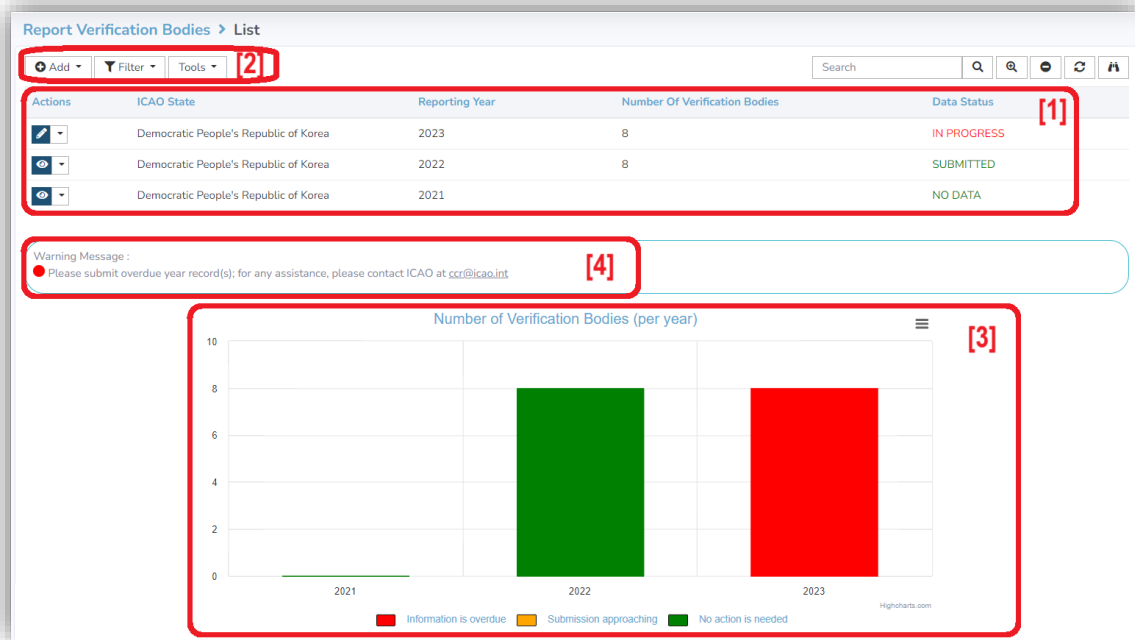 Report Verification Bodies > List
Add Filter Tools [2] Search
Actions ICAO State Reporting Year Number Of Verification Bodies Data Status [1]
Democratic People's Republic of Korea 2023 8 IN PROGRESS
Democratic People's Republic of Korea 2022 8 SUBMITTED
Democratic People's Republic of Korea 2021 NO DATA
Warning Message :
Please submit overdue year record(s); for any assistance, please contact ICAO at ccr@icao.int [4]
Number of Verification Bodies (per year)
[3]
10
8
6
4
2
0
2021 2022 2023
Highcharts.com
Information is overdue Submission approaching No action is needed